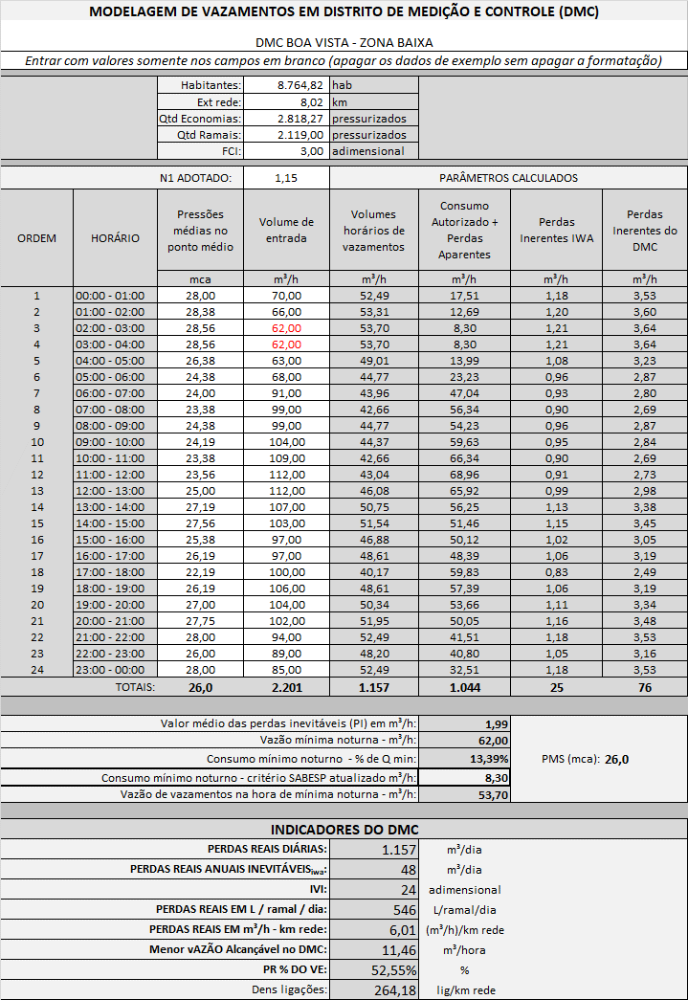 MODELAGEM DE VAZAMENTOS EM DISTRITO DE MEDIÇÃO E CONTROLE (DMC)
DMC BOA VISTA - ZONA BAIXA
Entrar com valores somente nos campos em branco (apagar os dados de exemplo sem apagar a formatação)
Habitantes: 8.764,82 hab
Ext rede: 8,02 km
Qtd Economias: 2.818,27 pressurizados
Qtd Ramais: 2.119,00 pressurizados
FCI: 3,00 adimensional
N1 ADOTADO: 1,15 PARÂMETROS CALCULADOS
ORDEM HORÁRIO Pressões médias no ponto médio Volume de entrada Volumes horários de vazamentos Consumo Autorizado + Perdas Aparentes Perdas Inerentes IWA Perdas Inerentes do DMC
mca m³/h m³/h m³/h m³/h m³/h
1 00:00 - 01:00 28,00 70,00 52,49 17,51 1,18 3,53
2 01:00 - 02:00 28,38 66,00 53,31 12,69 1,20 3,60
3 02:00 - 03:00 28,56 62,00 53,70 8,30 1,21 3,64
4 03:00 - 04:00 28,56 62,00 53,70 8,30 1,21 3,64
5 04:00 - 05:00 26,38 63,00 49,01 13,99 1,08 3,23
6 05:00 - 06:00 24,38 68,00 44,77 23,23 0,96 2,87
7 06:00 - 07:00 24,00 91,00 43,96 47,04 0,93 2,80
8 07:00 - 08:00 23,38 99,00 42,66 56,34 0,90 2,69
9 08:00 - 09:00 24,38 99,00 44,77 54,23 0,96 2,87
10 09:00 - 10:00 24,19 104,00 44,37 59,63 0,95 2,84
11 10:00 - 11:00 23,38 109,00 42,66 66,34 0,90 2,69
12 11:00 - 12:00 23,56 112,00 43,04 68,96 0,91 2,73
13 12:00 - 13:00 25,00 112,00 46,08 65,92 0,99 2,98
14 13:00 - 14:00 27,19 107,00 50,75 56,25 1,13 3,38
15 14:00 - 15:00 27,56 103,00 51,54 51,46 1,15 3,45
16 15:00 - 16:00 25,38 97,00 46,88 50,12 1,02 3,05
17 16:00 - 17:00 26,19 97,00 48,61 48,39 1,06 3,19
18 17:00 - 18:00 22,19 100,00 40,17 59,83 0,83 2,49
19 18:00 - 19:00 26,19 106,00 48,61 57,39 1,06 3,19
20 19:00 - 20:00 27,00 104,00 50,34 53,66 1,11 3,34
21 20:00 - 21:00 27,75 102,00 51,95 50,05 1,16 3,48
22 21:00 - 22:00 28,00 94,00 52,49 41,51 1,18 3,53
23 22:00 - 23:00 26,00 89,00 48,20 40,80 1,05 3,16
24 23:00 - 00:00 28,00 85,00 52,49 32,51 1,18 3,53
TOTAIS: 26,0 2.201 1.157 1.044 25 76
Valor médio das perdas inevitáveis (PI) em m³/h: 1,99
Vazão mínima noturna - m³/h: 62,00
Consumo mínimo noturno - % de Q min: 13,39% PMS (mca): 26,0
Consumo mínimo noturno - critério SABESP atualizado m³/h: 8,30
Vazão de vazamentos na hora de mínima noturna - m³/h: 53,70
INDICADORES DO DMC
PERDAS REAIS DIÁRIAS: 1.157 m³/dia
PERDAS REAIS ANUAIS INEVITÁVEISiwa: 48 m³/dia
IVI: 24 adimensional
PERDAS REAIS EM L / ramal / dia: 546 L/ramal/dia
PERDAS REAIS EM m³/h - km rede: 6,01 (m³/h)/km rede
Menor vAZÃO Alcançável no DMC: 11,46 m³/hora
PR % DO VE: 52,55% %
Dens ligações: 264,18 lig/km rede